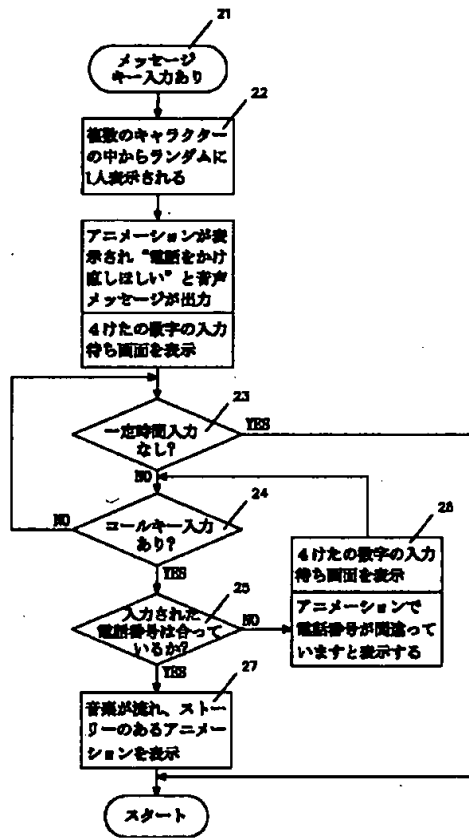 21
メッセージ
キー入力あり
22
複数のキャラクター
の中からランダムに
1人表示される
アニメーションが表
示され“電話をかけ
直しほしい”と音声
メッセージが出力
4けたの数字の入力
待ち画面を表示
23
一定時間入力
なし?
YES
NO
24
コールキー入力
あり?
NO
YES
25
入力された
電話番号は合って
いるか?
NO
YES
26
4けたの数字の入力
待ち画面を表示
アニメーションで
電話番号が間違って
いますと表示する
27
音楽が流れ、ストー
リーのあるアニメー
ションを表示
スタート